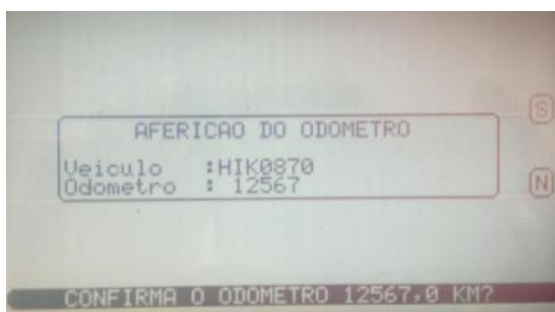 AFERICAO DO ODOMETRO
S
Veiculo :HIK0870
Odometro : 12567
N
CONFIRMA O ODOMETRO 12567,0 KM?